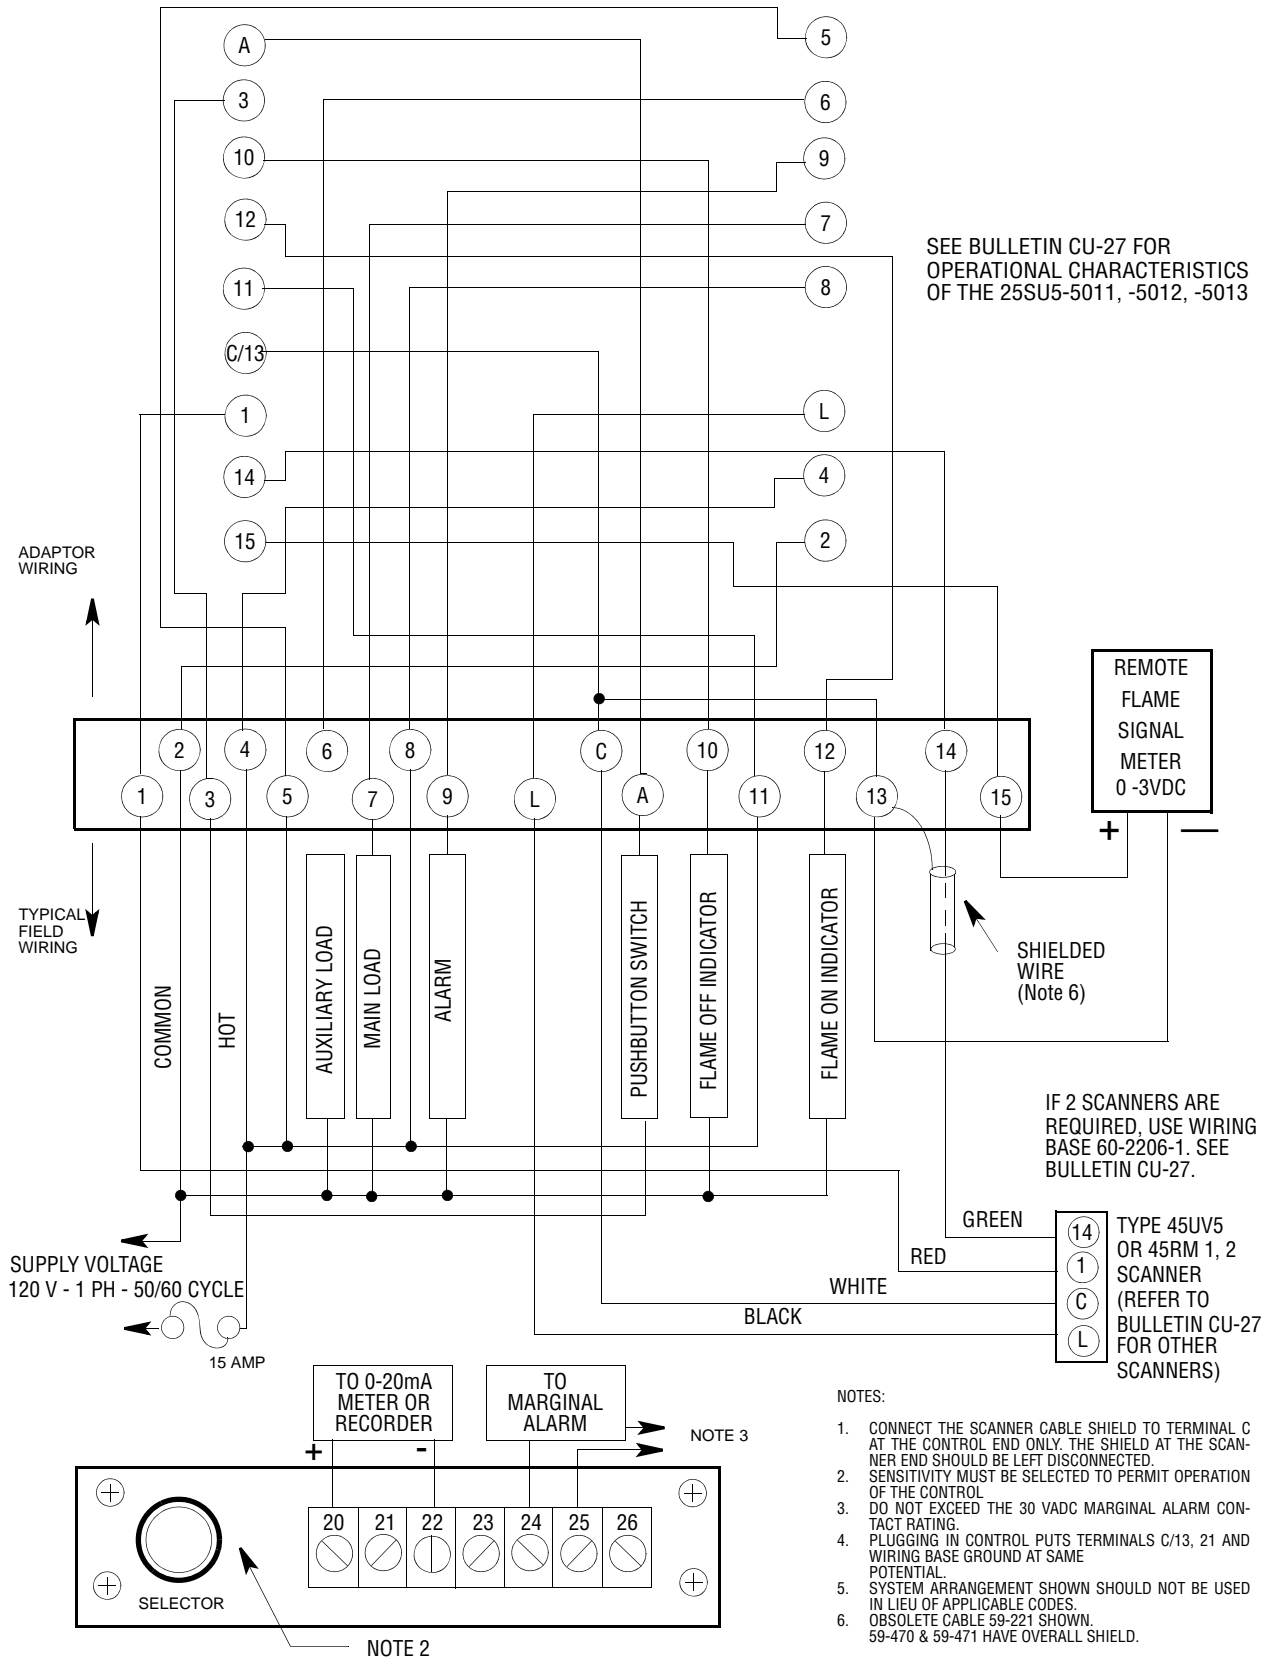 A
5
3
6
10
9
12
7
SEE BULLETIN CU-27 FOR
OPERATIONAL CHARACTERISTICS
OF THE 25SU5-5011, -5012, -5013
11
8
C/13
1
L
14
4
15
2
ADAPTOR
WIRING
REMOTE
FLAME
SIGNAL
METER
0 -3VDC
+ —
2 4 6 8 C 10 12 14
1 3 5 7 9 L A 11 13 15
TYPICAL
FIELD
WIRING
COMMON
HOT
AUXILIARY LOAD
MAIN LOAD
ALARM
PUSHBUTTON SWITCH
FLAME OFF INDICATOR
FLAME ON INDICATOR
SHIELDED
WIRE
(Note 6)
IF 2 SCANNERS ARE
REQUIRED, USE WIRING
BASE 60-2206-1. SEE
BULLETIN CU-27.
GREEN
RED
WHITE
BLACK
14
1
C
L
TYPE 45UV5
OR 45RM 1, 2
SCANNER
(REFER TO
BULLETIN CU-27
FOR OTHER
SCANNERS)
SUPPLY VOLTAGE
120 V - 1 PH - 50/60 CYCLE
15 AMP
TO 0-20mA
METER OR
RECORDER
+ -
TO
MARGINAL
ALARM
NOTE 3
20 21 22 23 24 25 26
SELECTOR
NOTE 2
NOTES:
1. CONNECT THE SCANNER CABLE SHIELD TO TERMINAL C
AT THE CONTROL END ONLY. THE SHIELD AT THE SCAN-
NER END SHOULD BE LEFT DISCONNECTED.
2. SENSITIVITY MUST BE SELECTED TO PERMIT OPERATION
OF THE CONTROL
3. DO NOT EXCEED THE 30 VADC MARGINAL ALARM CON-
TACT RATING.
4. PLUGGING IN CONTROL PUTS TERMINALS C/13, 21 AND
WIRING BASE GROUND AT SAME
POTENTIAL.
5. SYSTEM ARRANGEMENT SHOWN SHOULD NOT BE USED
IN LIEU OF APPLICABLE CODES.
6. OBSOLETE CABLE 59-221 SHOWN.
59-470 & 59-471 HAVE OVERALL SHIELD.